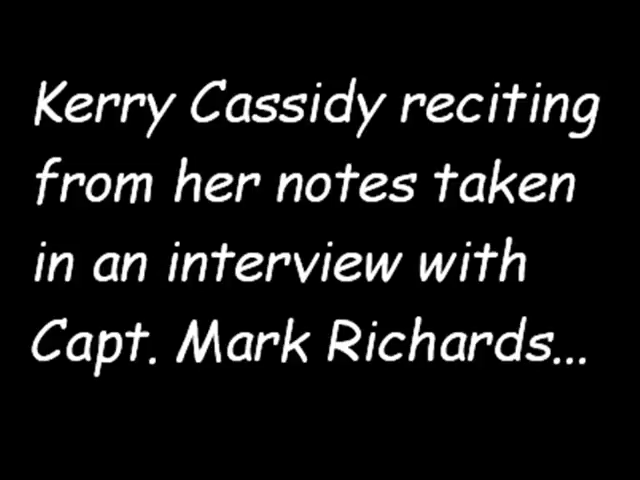 Kerry Cassidy reciting
from her notes taken
in an interview with
Capt. Mark Richards...